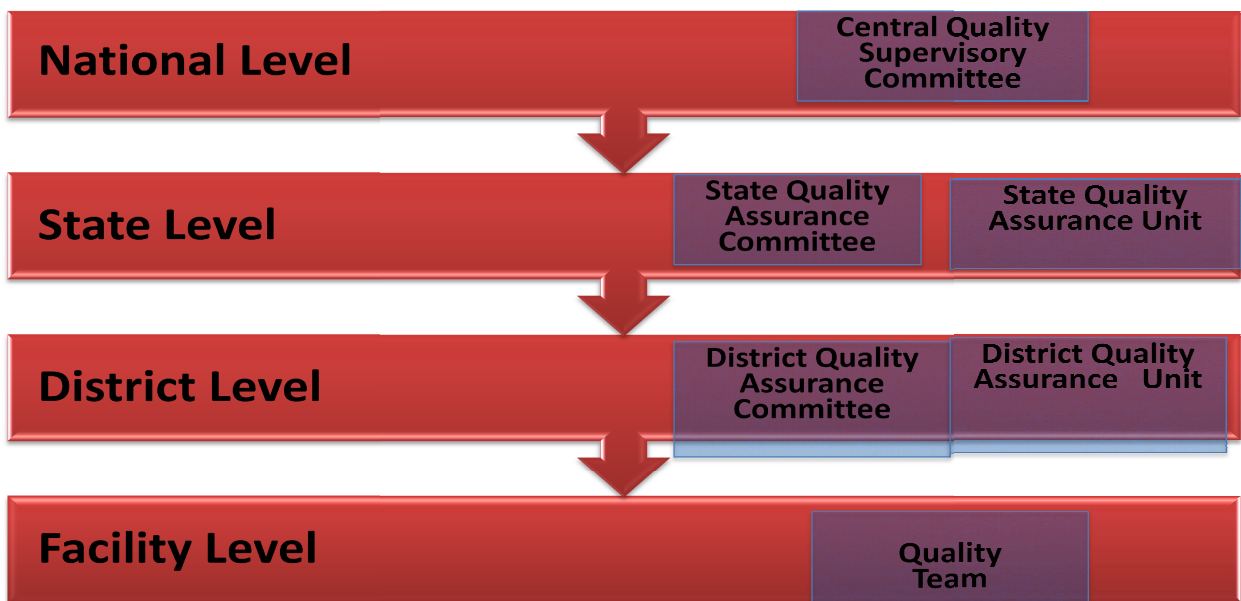 National Level
Central Quality
Supervisory
Committee
State Level
State Quality
Assurance
Committee
State Quality
Assurance Unit
District Level
District Quality
Assurance
Committee
District Quality
Assurance Unit
Facility Level
Quality
Team